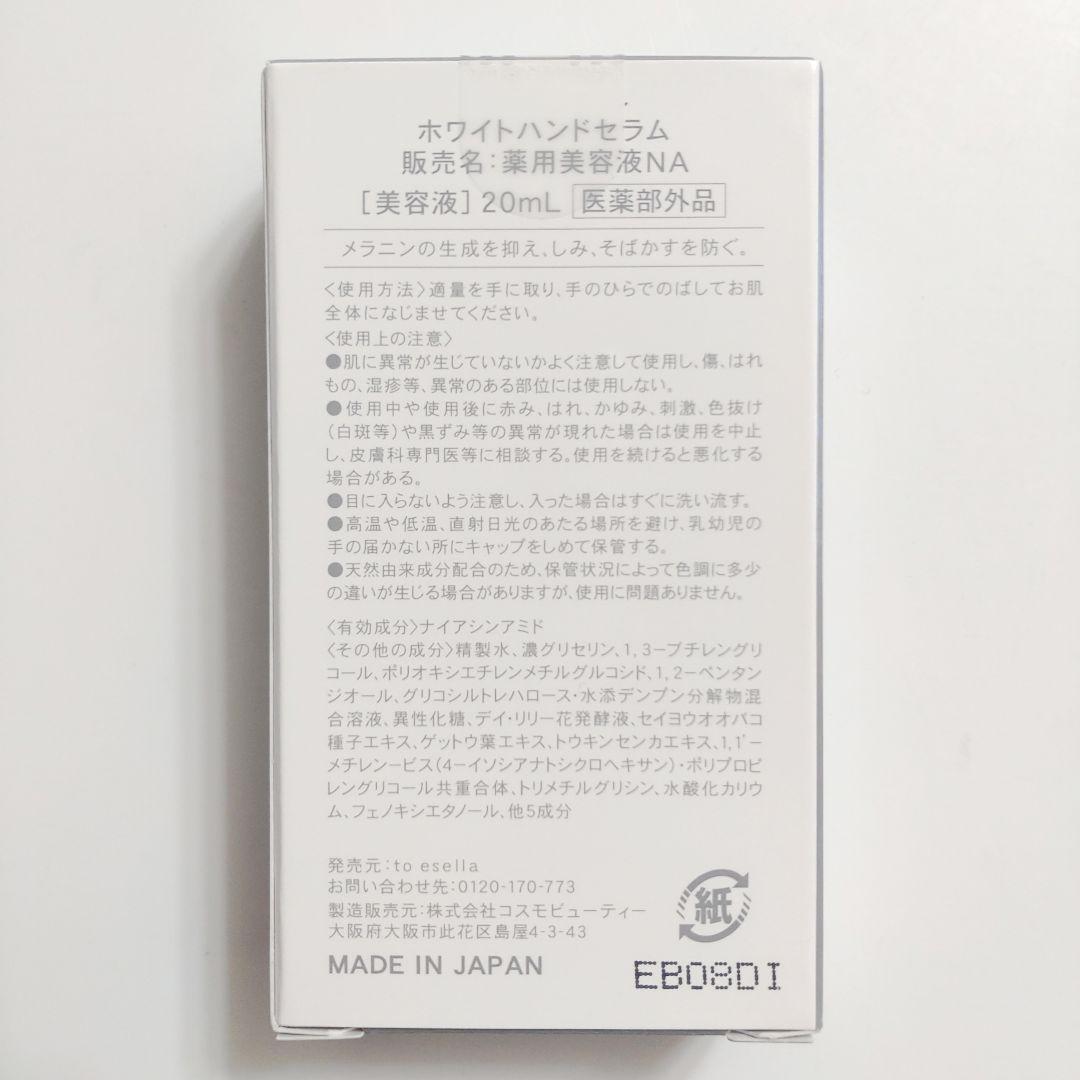 ホワイトハンドセラム
販売名:薬用美容液NA
[美容液] 20mL 医薬部外品
メラニンの生成を抑え、しみ、そばかすを防ぐ。
〈使用方法〉適量を手に取り、手のひらでのばしてお肌
全体になじませてください。
〈使用上の注意〉
●肌に異常が生じていないかよく注意して使用し、傷、はれ
もの、湿疹等、異常のある部位には使用しない。
●使用中や使用後に赤み、はれ、かゆみ、刺激、色抜け
(白斑等)や黒ずみ等の異常が現れた場合は使用を中止
し、皮膚科専門医等に相談する。使用を続けると悪化する
場合がある。
●目に入らないよう注意し、入った場合はすぐに洗い流す。
●高温や低温、直射日光のあたる場所を避け、乳幼児の
手の届かない所にキャップをしめて保管する。
●天然由来成分配合のため、保管状況によって色調に多少
の違いが生じる場合がありますが、使用に問題ありません。
〈有効成分〉ナイアシンアミド
〈その他の成分〉精製水、濃グリセリン、1,3-ブチレングリ
コール、ポリオキシエチレンメチルグルコシド、1,2-ペンタン
ジオール、グリコシルトレハロース・水添デンプン分解物混
合溶液、異性化糖、デイ・リリー花発酵液、セイヨウオオバコ
種子エキス、ゲットウ葉エキス、トウキンセンカエキス、1,1'-
メチレン-ビス(4-イソシアナトシクロヘキサン)・ポリプロピ
レングリコール共重合体、トリメチルグリシン、水酸化カリウ
ム、フェノキシエタノール、他5成分
発売元:to esella
お問い合わせ先:0120-170-773
製造販売元:株式会社コスモビューティー
大阪府大阪市此花区島屋4-3-43
紙
MADE IN JAPAN
EB08DI